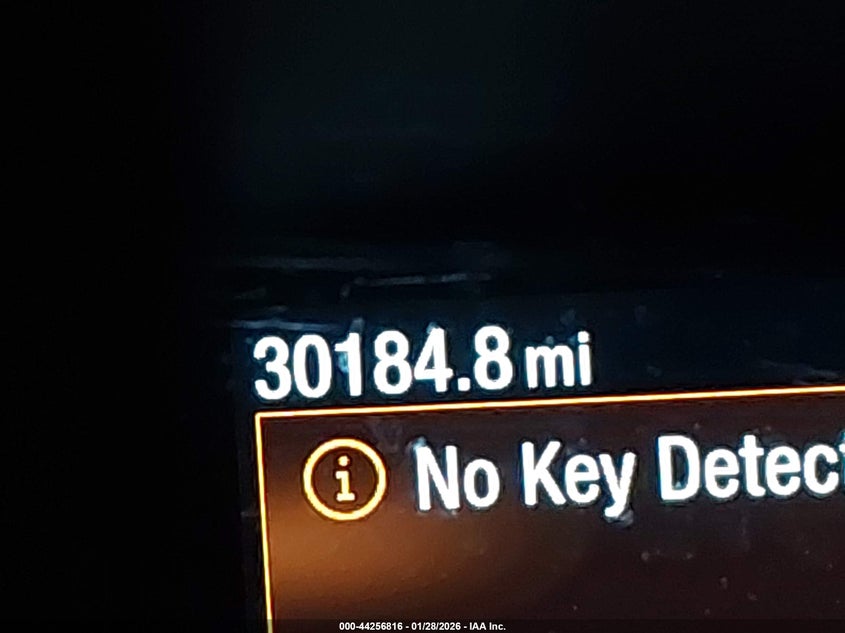 30184.8 mi
No Key Detect
000-44256816 - 01/28/2026 - IAA Inc.